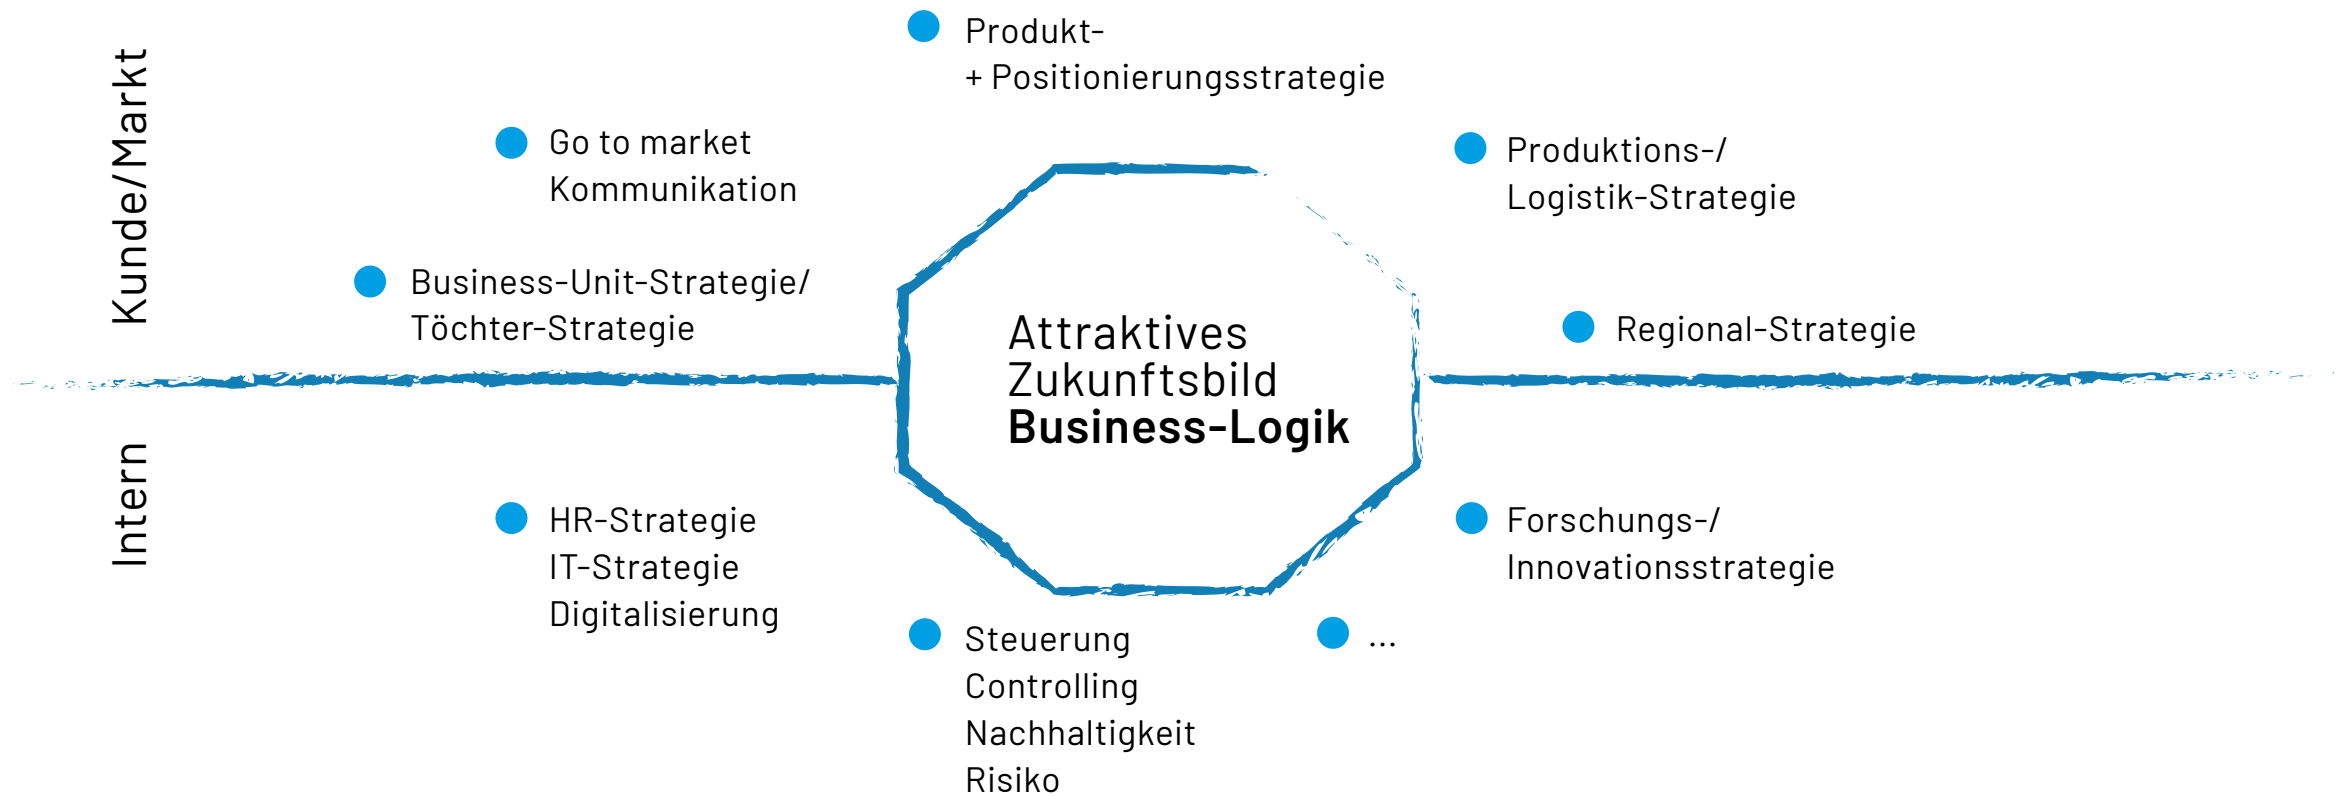 Kunde/Markt
Produkt-
+ Positionierungsstrategie
Go to market
Kommunikation
Produktions-/
Logistik-Strategie
Business-Unit-Strategie/
Töchter-Strategie
Regional-Strategie
Attraktives
Zukunftsbild
Business-Logik
Intern
HR-Strategie
IT-Strategie
Digitalisierung
Forschungs-/
Innovationsstrategie
Steuerung
Controlling
Nachhaltigkeit
Risiko
...